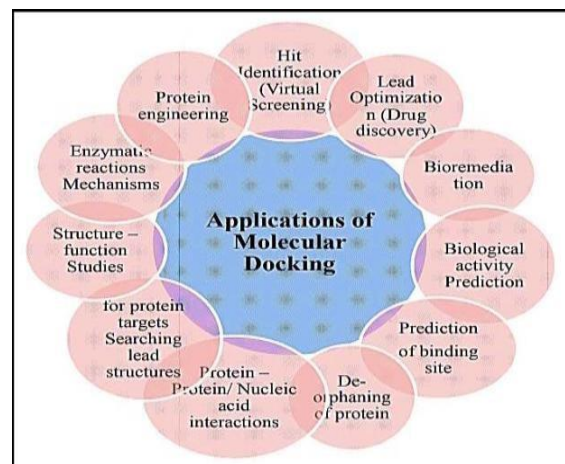 Applications of
Molecular
Docking
Hit
Identification
(Virtual
Screening)
Lead
Optimizatio
n (Drug
discovery)
Bioremedia
tion
Biological
activity
Prediction
Prediction
of binding
site
De-
orphaning
of protein
Protein –
Protein/ Nucleic
acid
interactions
for protein
targets
Searching
lead
structures
Structure –
function
Studies
Enzymatic
reactions
Mechanisms
Protein
engineering